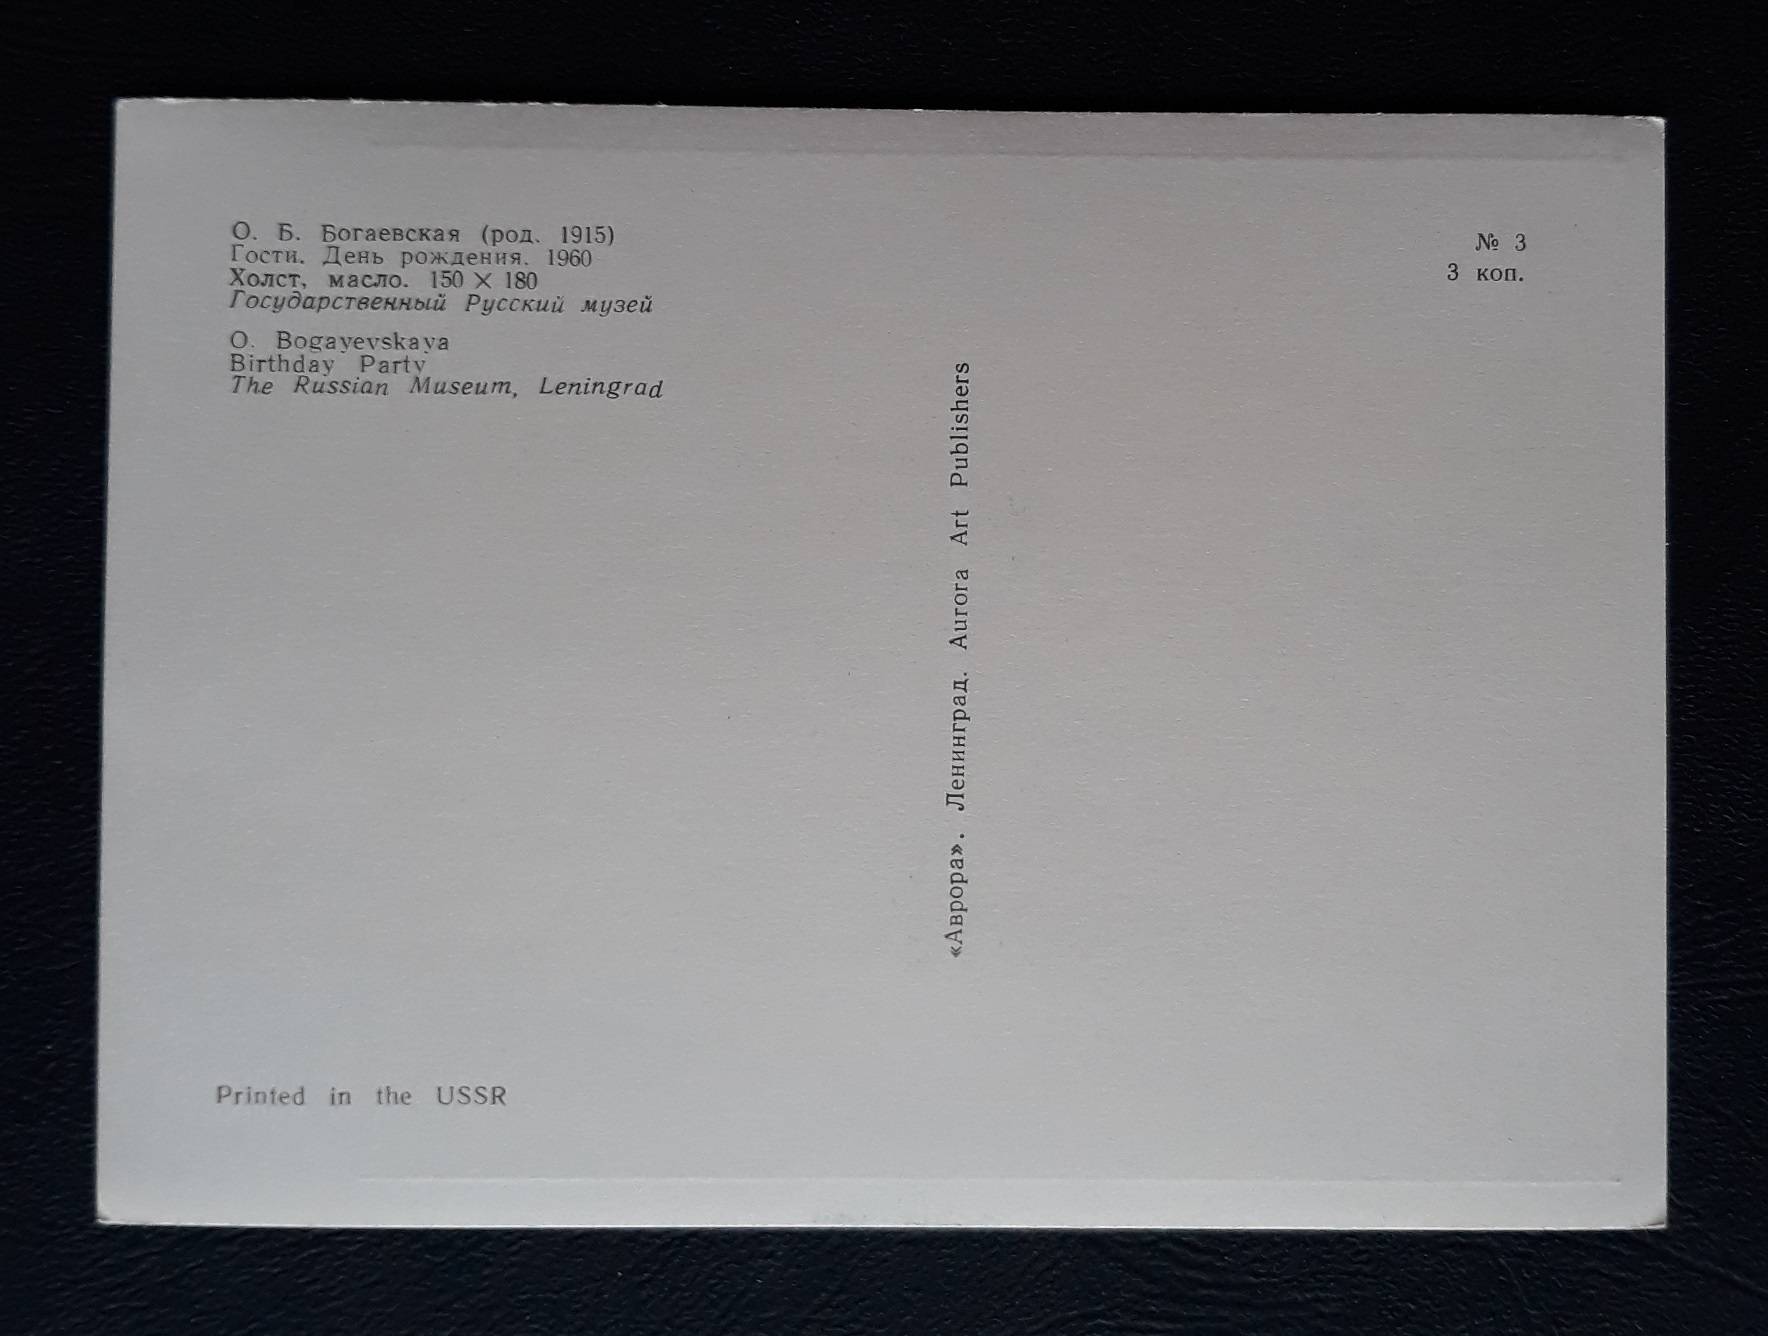 О. Б. Богаевская (род. 1915)
Гости. День рождения. 1960
Холст, масло. 150 × 180
Государственный Русский музей
O. Bogayevskaya
Birthday Party
The Russian Museum, Leningrad
Printed in the USSR
«Аврора». Ленинград. Aurora Art Publishers
№ 3
3 коп.